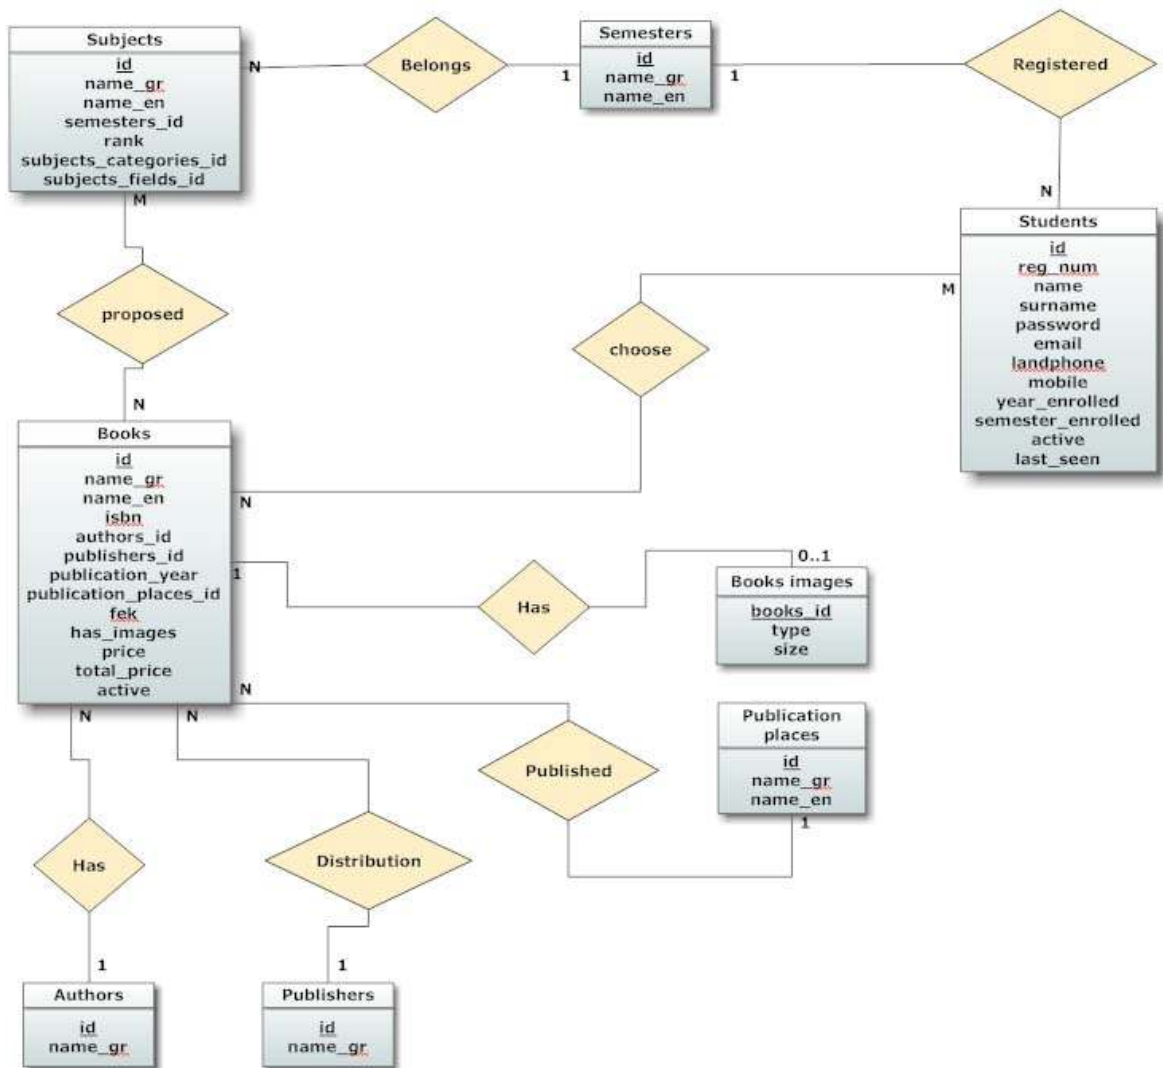 Subjects
id
name_gr
name_en
semesters_id
rank
subjects_categories_id
subjects_fields_id
N
Belongs
1
Semesters
id
name_gr
name_en
1
Registered
N
Students
id
reg_num
name
surname
password
email
landphone
mobile
year_enrolled
semester_enrolled
active
last_seen
M
proposed
N
M
choose
N
Books
id
name_gr
name_en
isbn
authors_id
publishers_id
publication_year
publication_places_id
fek
has_images
price
total_price
active
1
Has
0..1
Books images
books_id
type
size
N
Published
1
Publication
places
id
name_gr
name_en
N
Has
1
Authors
id
name_gr
N
Distribution
1
Publishers
id
name_gr